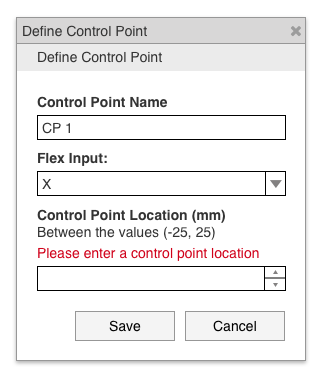 Define Control Point
Define Control Point
Control Point Name
CP 1
Flex Input:
X
Control Point Location (mm)
Between the values (-25, 25)
Please enter a control point location
Save
Cancel